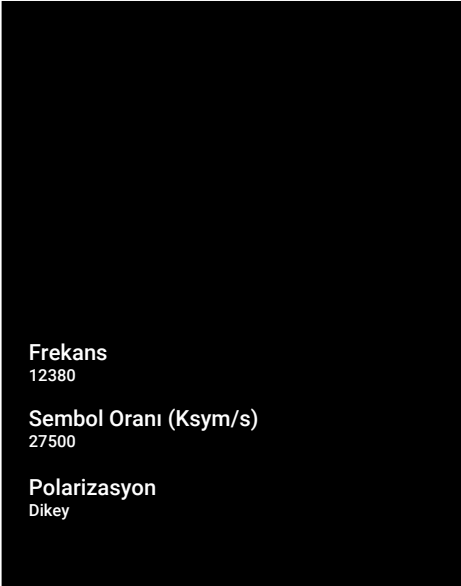 Frekans
12380
Sembol Oranı (Ksym/s)
27500
Polarizasyon
Dikey